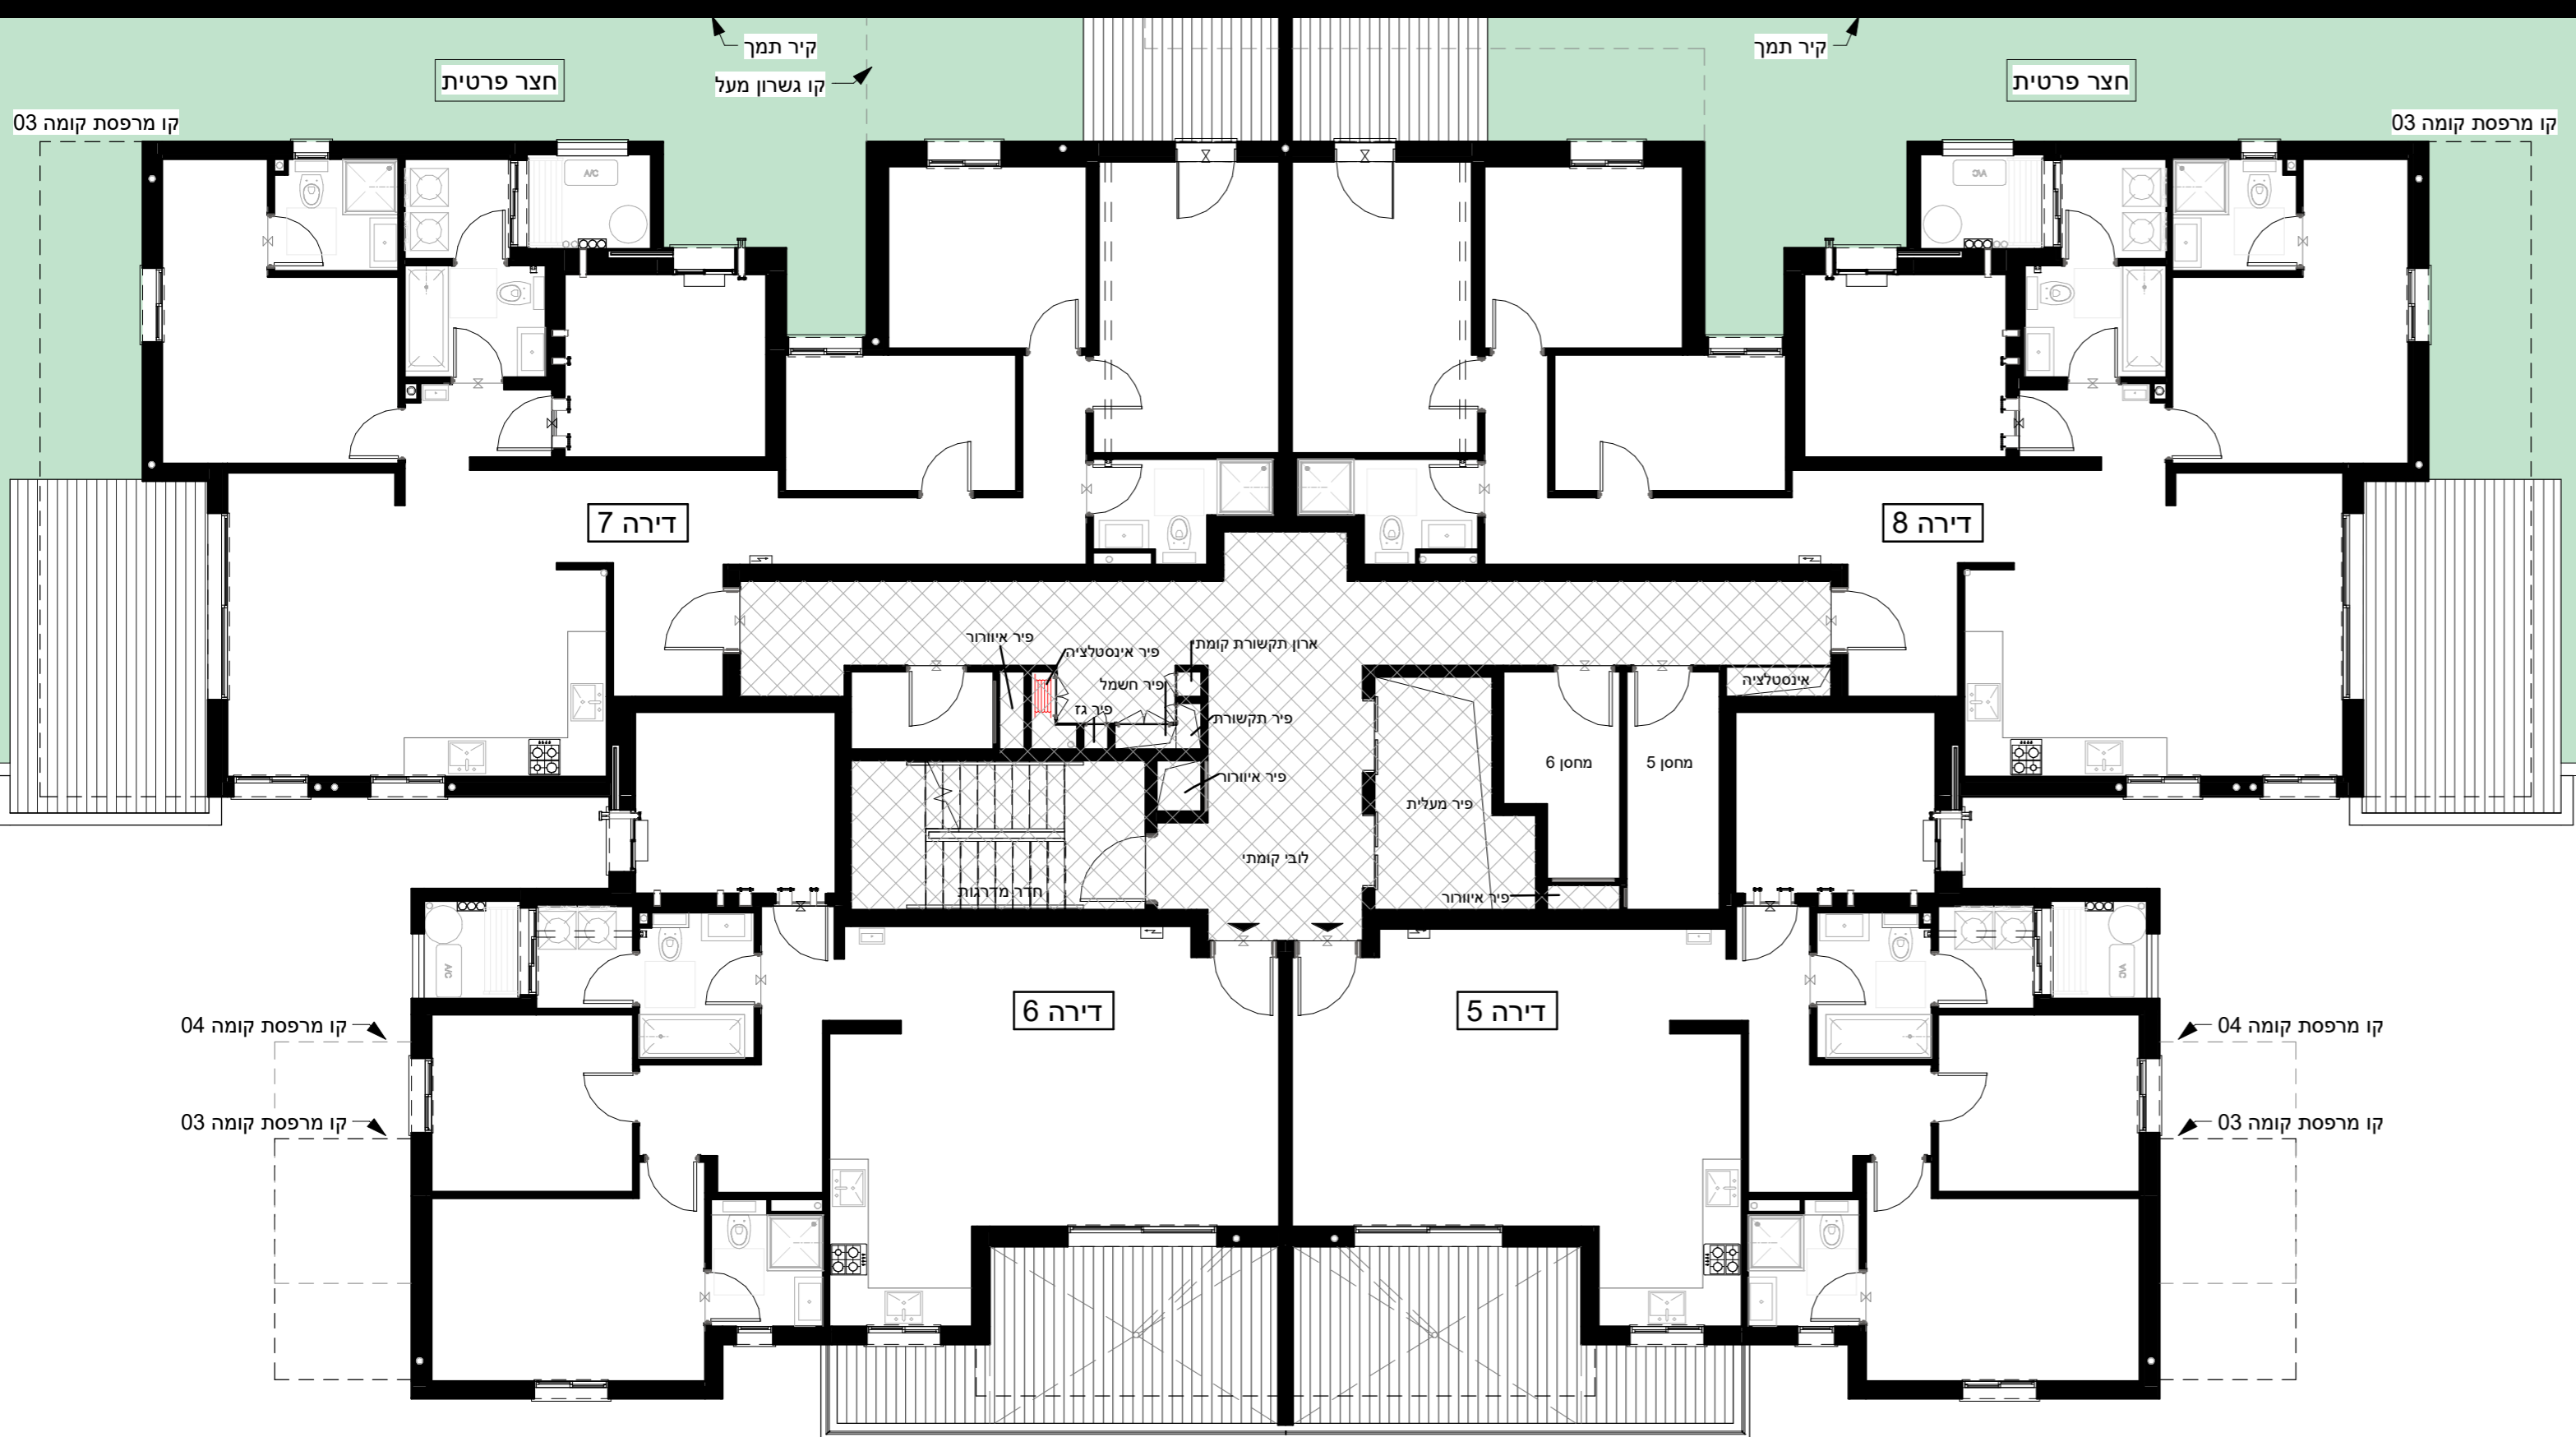 קיר תמך
קיר תמך
חצר פרטית
קו גשרון מעל
חצר פרטית
קו מרפסת קומה 03
קו מרפסת קומה 03
A/C
A/C
דירה 8
דירה 7
ארון תקשורת קומתי
פיר איוורור
פיר אינסטלציה
אינסטלציה
פיר חשמל
פיר גז
פיר תקשורת
מחסן 5
מחסן 6
פיר איוורור
פיר מעלית
לובי קומתי
חדר מדרגות
פיר איוורור
A/C
A/C
דירה 5
דירה 6
קו מרפסת קומה 04
קו מרפסת קומה 04
קו מרפסת קומה 03
קו מרפסת קומה 03